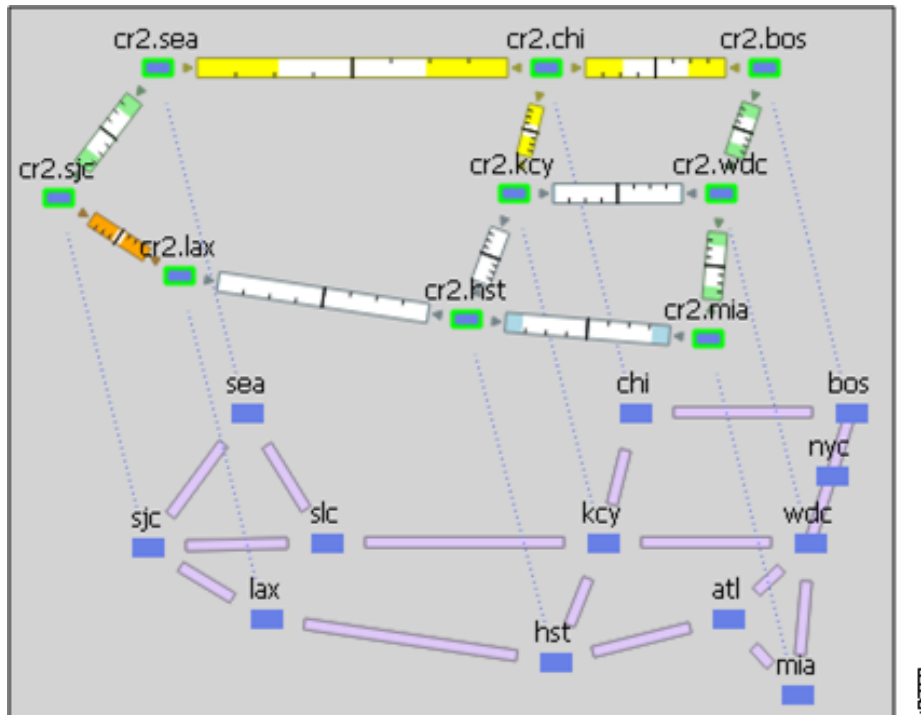 cr2.sea
cr2.chi
cr2.bos
cr2.sjc
cr2.kcy
cr2.wdc
cr2.lax
cr2.hst
cr2.mia
sea
chi
bos
nyc
sjc
slc
kcy
wdc
lax
atl
hst
mia